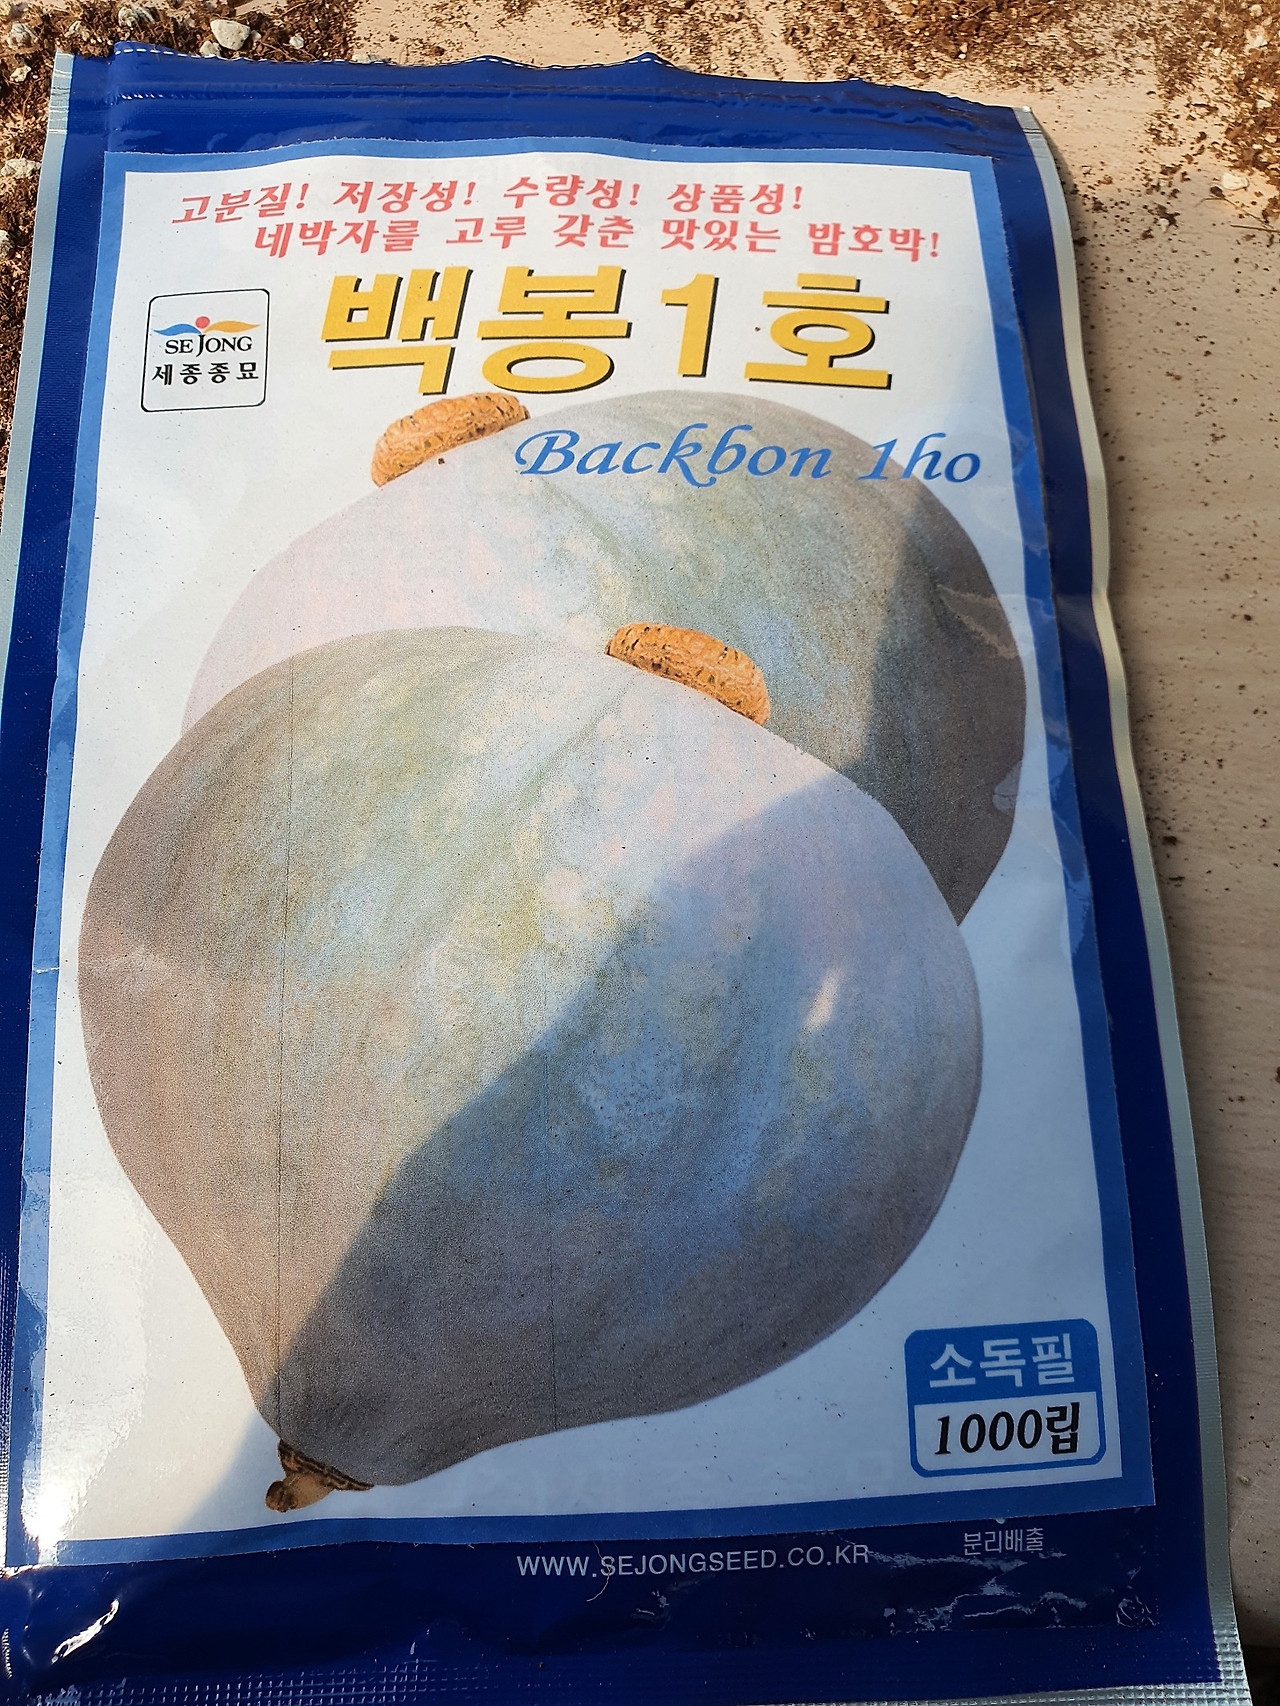 고분질! 저장성! 수량성! 상품성!
네박자를 고루 갖춘 맛있는 밤호박!
백봉1호
SEJONG
세종종묘
Backbon 1ho
소독필
1000립
분리배출
WWW.SEJONGSEED.CO.KR